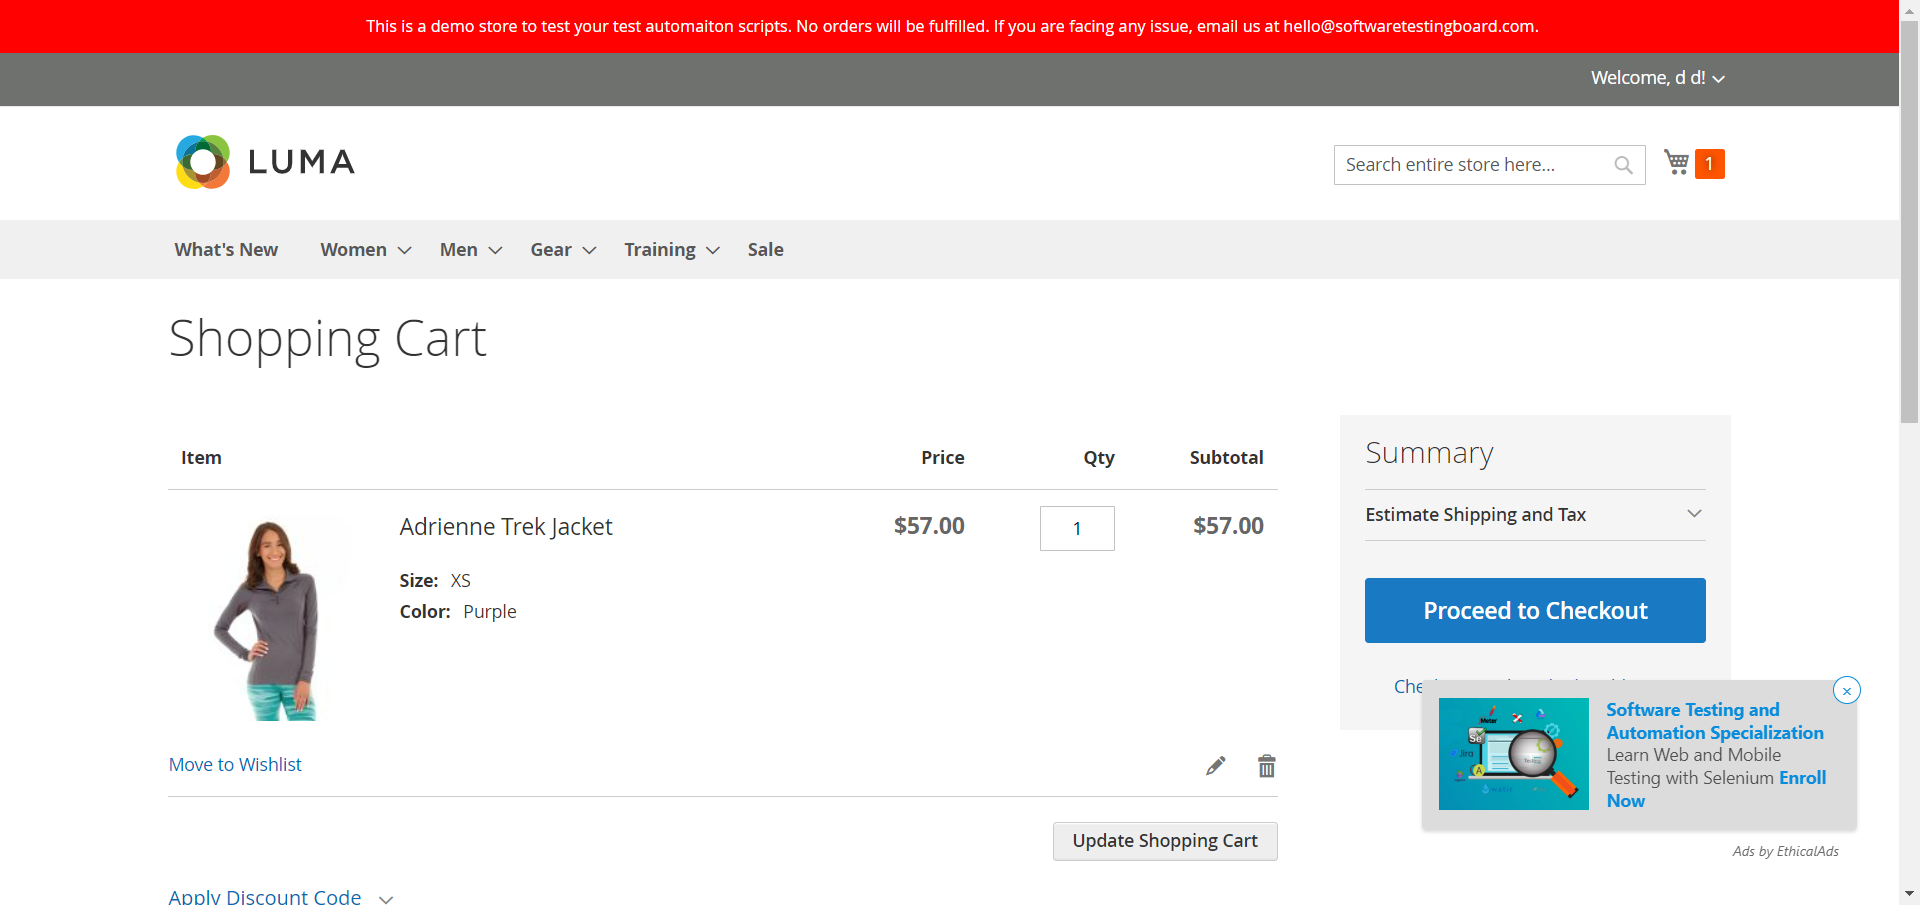 This is a demo store to test your test automaiton scripts. No orders will be fulfilled. If you are facing any issue, email us at hello@softwaretestingboard.com.
Welcome, d d!
LUMA
Search entire store here...
1
What's New Women Men Gear Training Sale
Shopping Cart
Item Price Qty Subtotal
Adrienne Trek Jacket $57.00 1 $57.00
Size: XS
Color: Purple
Move to Wishlist
Update Shopping Cart
Apply Discount Code
Summary
Estimate Shipping and Tax
Proceed to Checkout
Meter
Se
Jira
Software Testing and
Automation Specialization
Learn Web and Mobile
Testing with Selenium Enroll
Now
Ads by EthicalAds